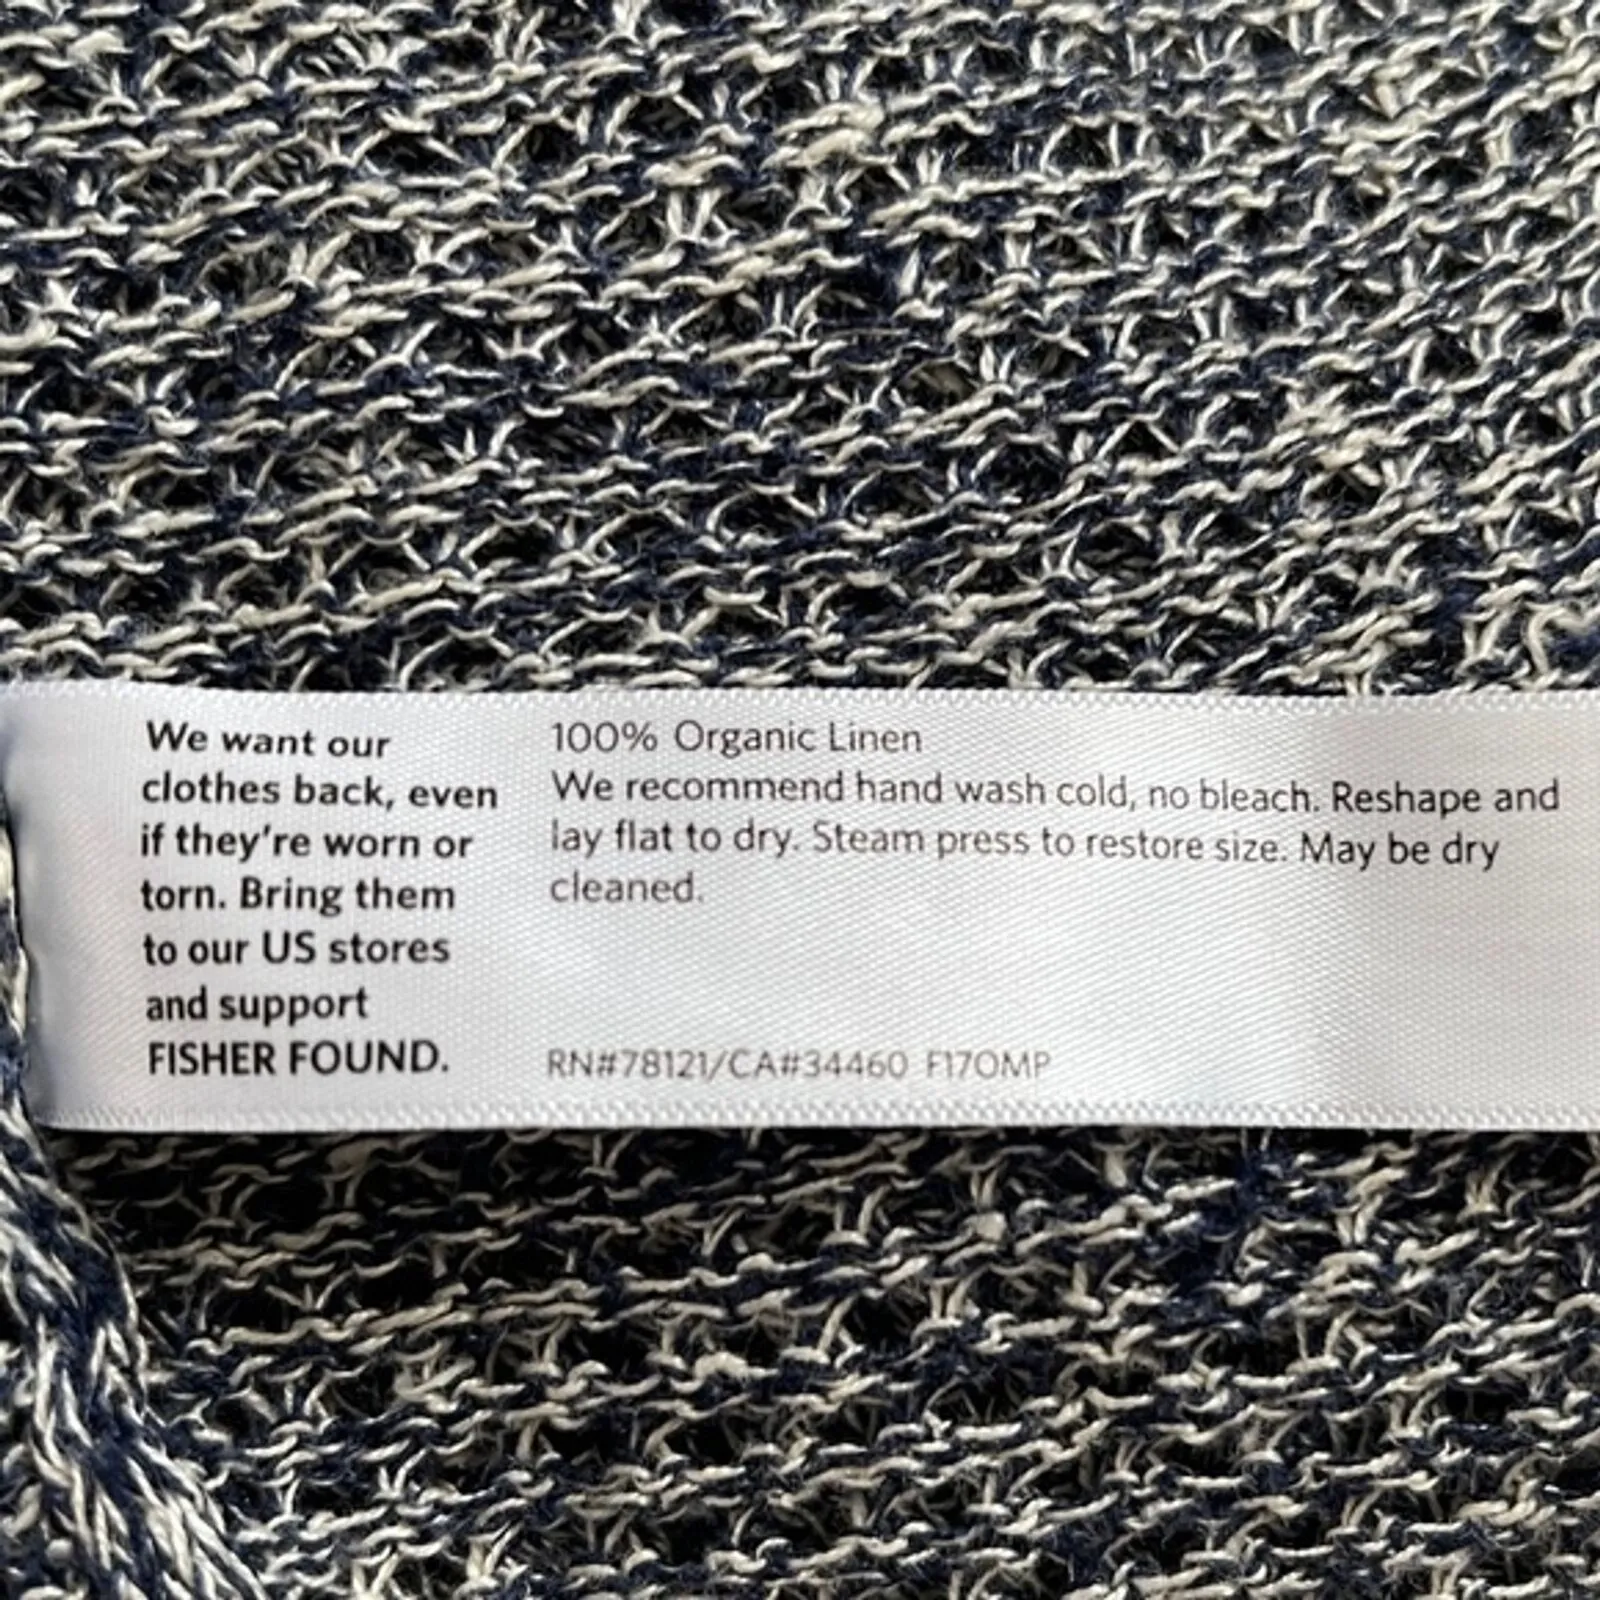 We want our
clothes back, even
if they're worn or
torn. Bring them
to our US stores
and support
FISHER FOUND.
100% Organic Linen
We recommend hand wash cold, no bleach. Reshape and
lay flat to dry. Steam press to restore size. May be dry
cleaned.
RN#78121/CA#34460 F17OMP